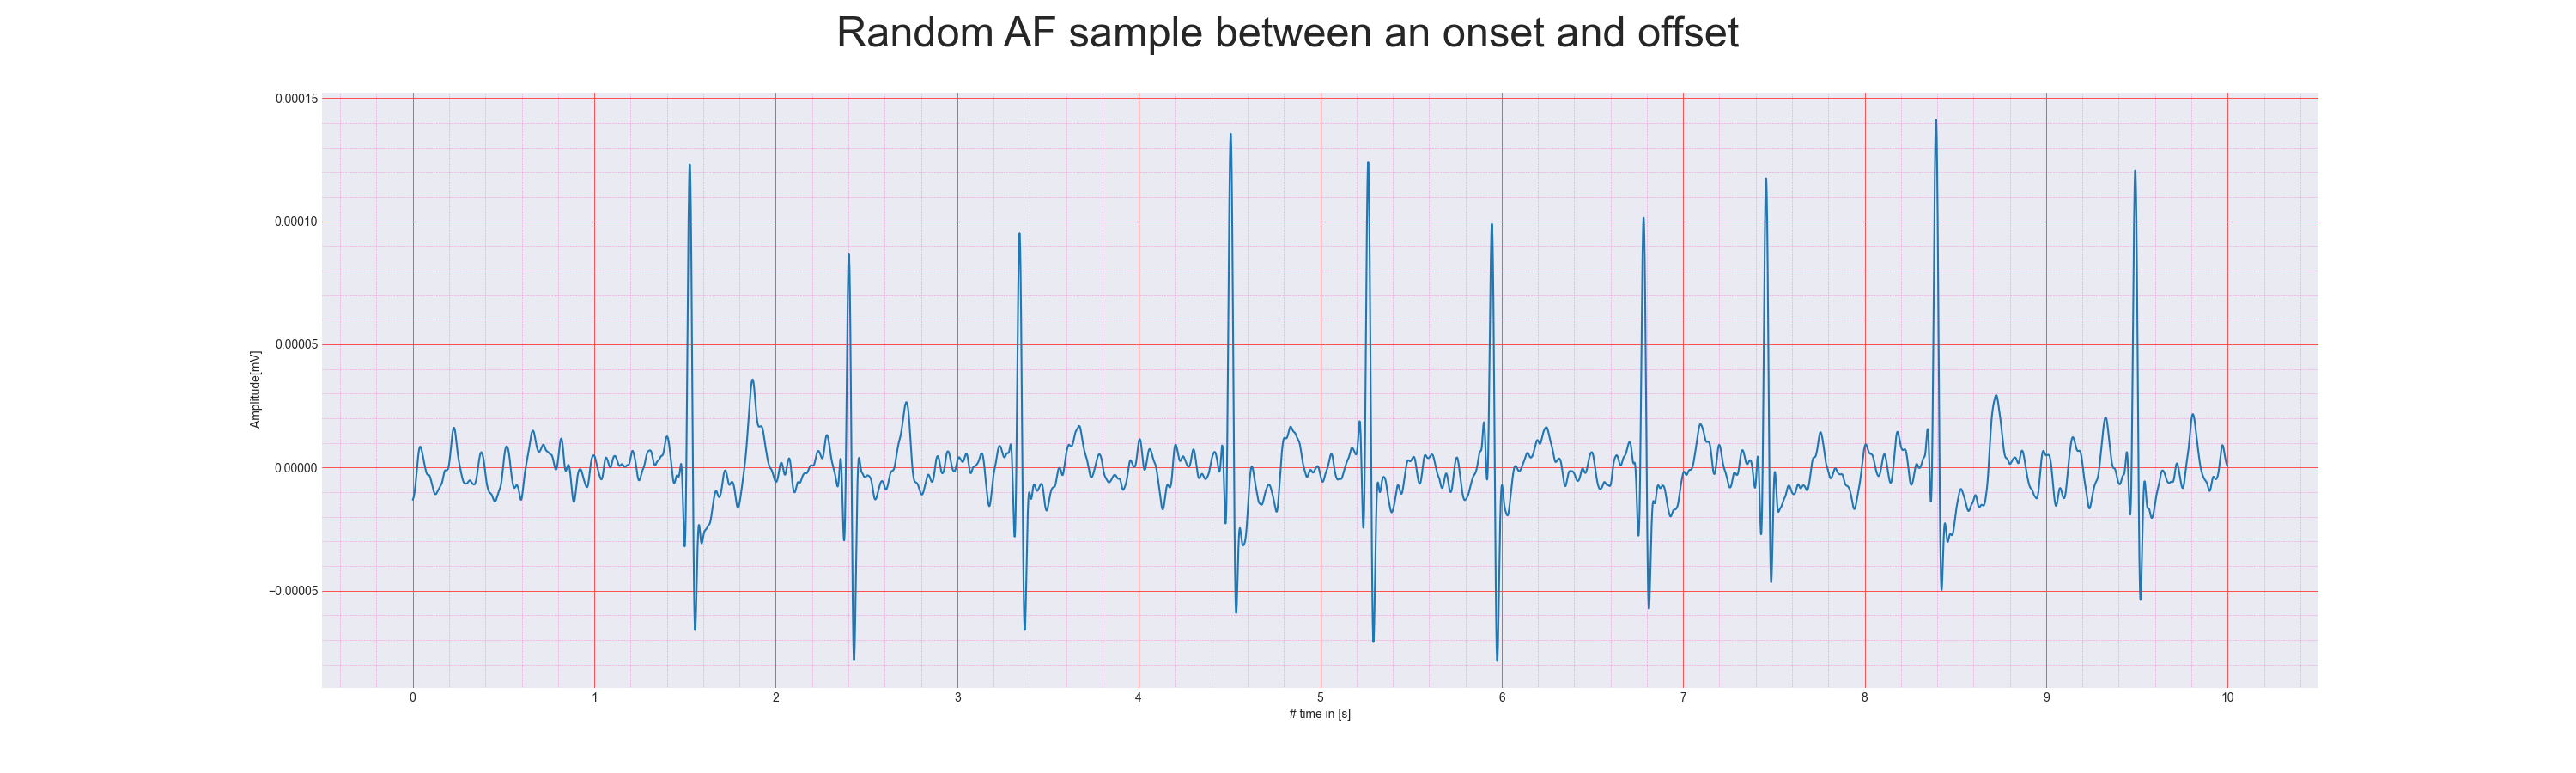 Random AF sample between an onset and offset
0.00015
0.00010
0.00005
0.00000
−0.00005
Amplitude[mV]
0 1 2 3 4 5 6 7 8 9 10
# time in [s]